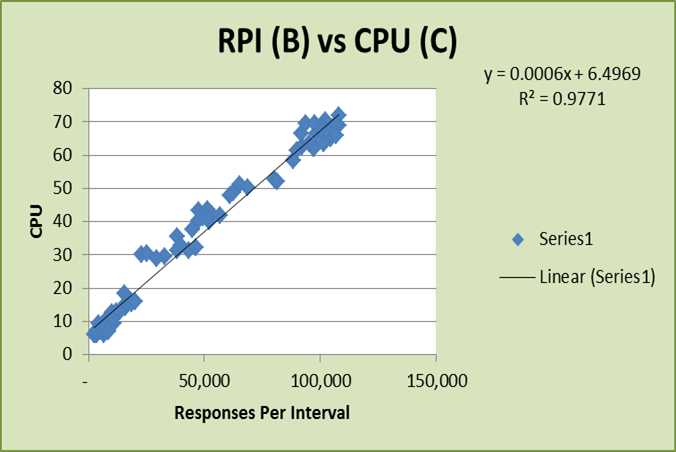 RPI (B) vs CPU (C)
y = 0.0006x + 6.4969
R² = 0.9771
80
70
60
50
40
30
20
10
0
CPU
-
50,000
100,000
150,000
Responses Per Interval
Series1
Linear (Series1)